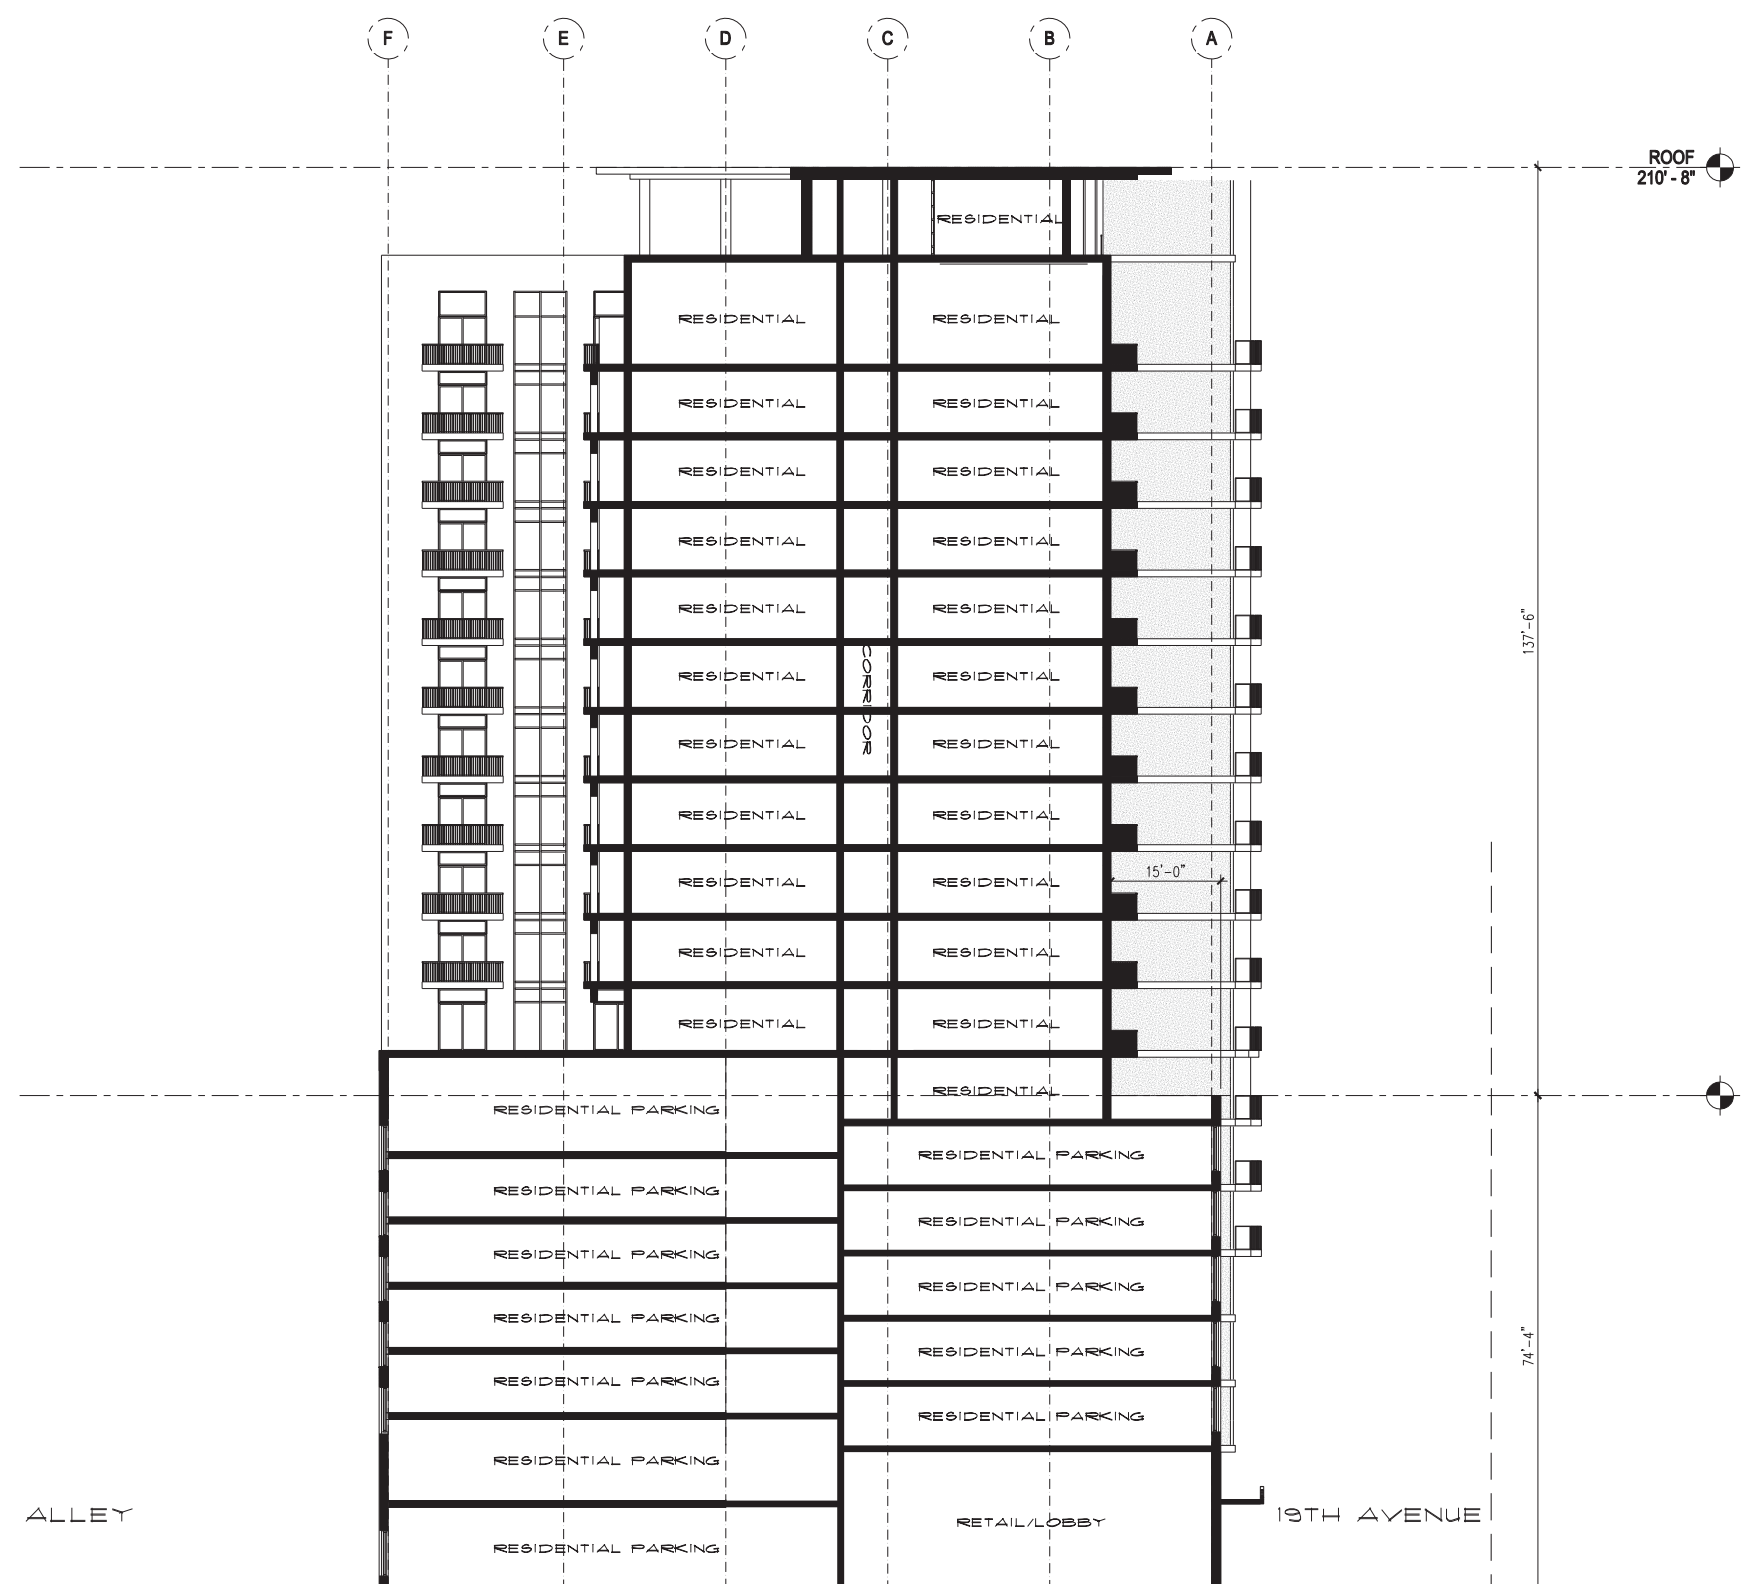 F E D C B A
ROOF
210' - 8"
RESIDENTIAL
RESIDENTIAL RESIDENTIAL
RESIDENTIAL RESIDENTIAL
RESIDENTIAL RESIDENTIAL
RESIDENTIAL RESIDENTIAL
RESIDENTIAL RESIDENTIAL
137'-6"
CORRIDOR
RESIDENTIAL RESIDENTIAL
RESIDENTIAL RESIDENTIAL
RESIDENTIAL RESIDENTIAL
15'-0"
RESIDENTIAL RESIDENTIAL
RESIDENTIAL RESIDENTIAL
RESIDENTIAL RESIDENTIAL
RESIDENTIAL
RESIDENTIAL PARKING
RESIDENTIAL PARKING
RESIDENTIAL PARKING
RESIDENTIAL PARKING
RESIDENTIAL PARKING
RESIDENTIAL PARKING
RESIDENTIAL PARKING
RESIDENTIAL PARKING
74'-4"
RESIDENTIAL PARKING
RESIDENTIAL PARKING
RESIDENTIAL PARKING
ALLEY
19TH AVENUE
RETAIL/LOBBY
RESIDENTIAL PARKING